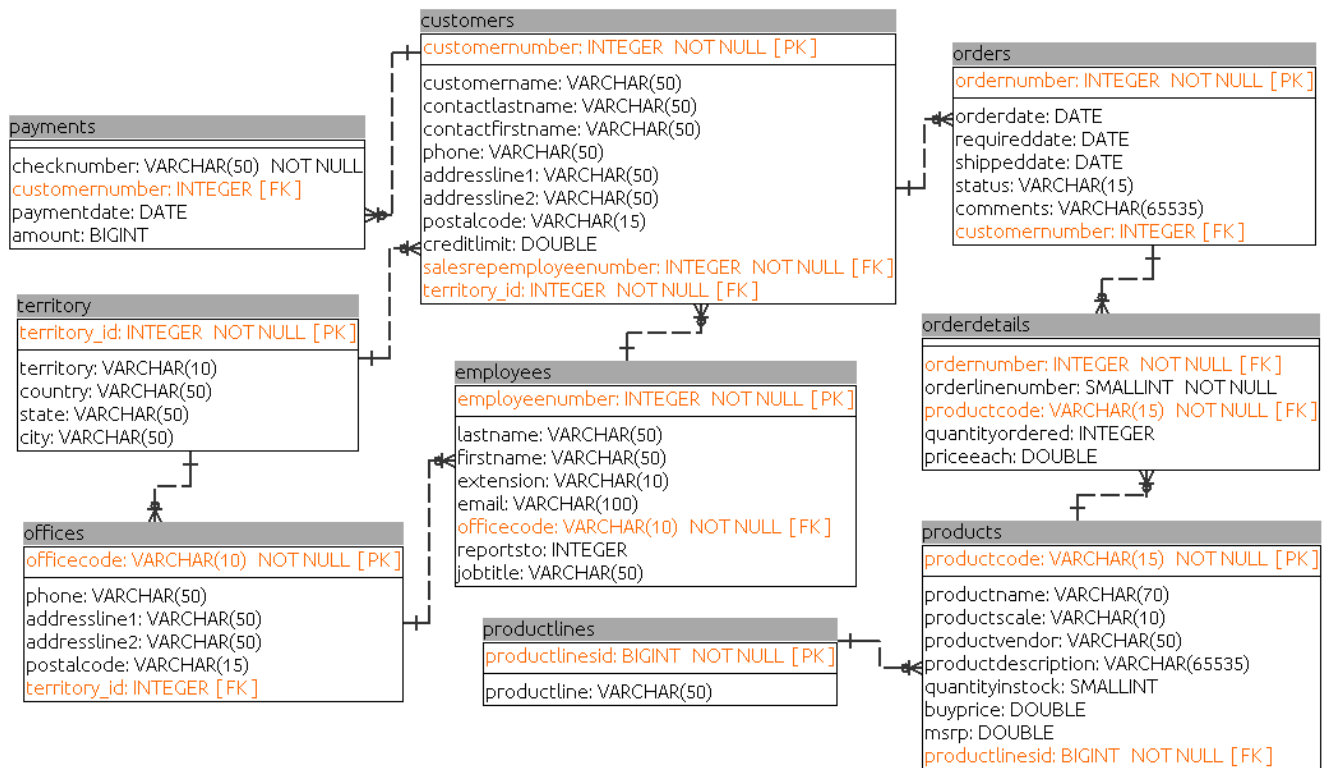 customers
customernumber: INTEGER NOT NULL [ PK ]
customername: VARCHAR(50)
contactlastname: VARCHAR(50)
contactfirstname: VARCHAR(50)
phone: VARCHAR(50)
addressline1: VARCHAR(50)
addressline2: VARCHAR(50)
postalcode: VARCHAR(15)
creditlimit: DOUBLE
salesrepemployeenumber: INTEGER NOT NULL [ FK ]
territory_id: INTEGER NOT NULL [ FK ]
orders
ordernumber: INTEGER NOT NULL [ PK ]
orderdate: DATE
requireddate: DATE
shippeddate: DATE
status: VARCHAR(15)
comments: VARCHAR(65535)
customernumber: INTEGER [ FK ]
payments
checknumber: VARCHAR(50) NOT NULL
customernumber: INTEGER [ FK ]
paymentdate: DATE
amount: BIGINT
territory
territory_id: INTEGER NOT NULL [ PK ]
territory: VARCHAR(10)
country: VARCHAR(50)
state: VARCHAR(50)
city: VARCHAR(50)
employees
employeenumber: INTEGER NOT NULL [ PK ]
lastname: VARCHAR(50)
firstname: VARCHAR(50)
extension: VARCHAR(10)
email: VARCHAR(100)
officecode: VARCHAR(10) NOT NULL [ FK ]
reportsto: INTEGER
jobtitle: VARCHAR(50)
orderdetails
ordernumber: INTEGER NOT NULL [ FK ]
orderlinenumber: SMALLINT NOT NULL
productcode: VARCHAR(15) NOT NULL [ FK ]
quantityordered: INTEGER
priceeach: DOUBLE
offices
officecode: VARCHAR(10) NOT NULL [ PK ]
phone: VARCHAR(50)
addressline1: VARCHAR(50)
addressline2: VARCHAR(50)
postalcode: VARCHAR(15)
territory_id: INTEGER [ FK ]
productlines
productlinesid: BIGINT NOT NULL [ PK ]
productline: VARCHAR(50)
products
productcode: VARCHAR(15) NOT NULL [ PK ]
productname: VARCHAR(70)
productscale: VARCHAR(10)
productvendor: VARCHAR(50)
productdescription: VARCHAR(65535)
quantityinstock: SMALLINT
buyprice: DOUBLE
msrp: DOUBLE
productlinesid: BIGINT NOT NULL [ FK ]